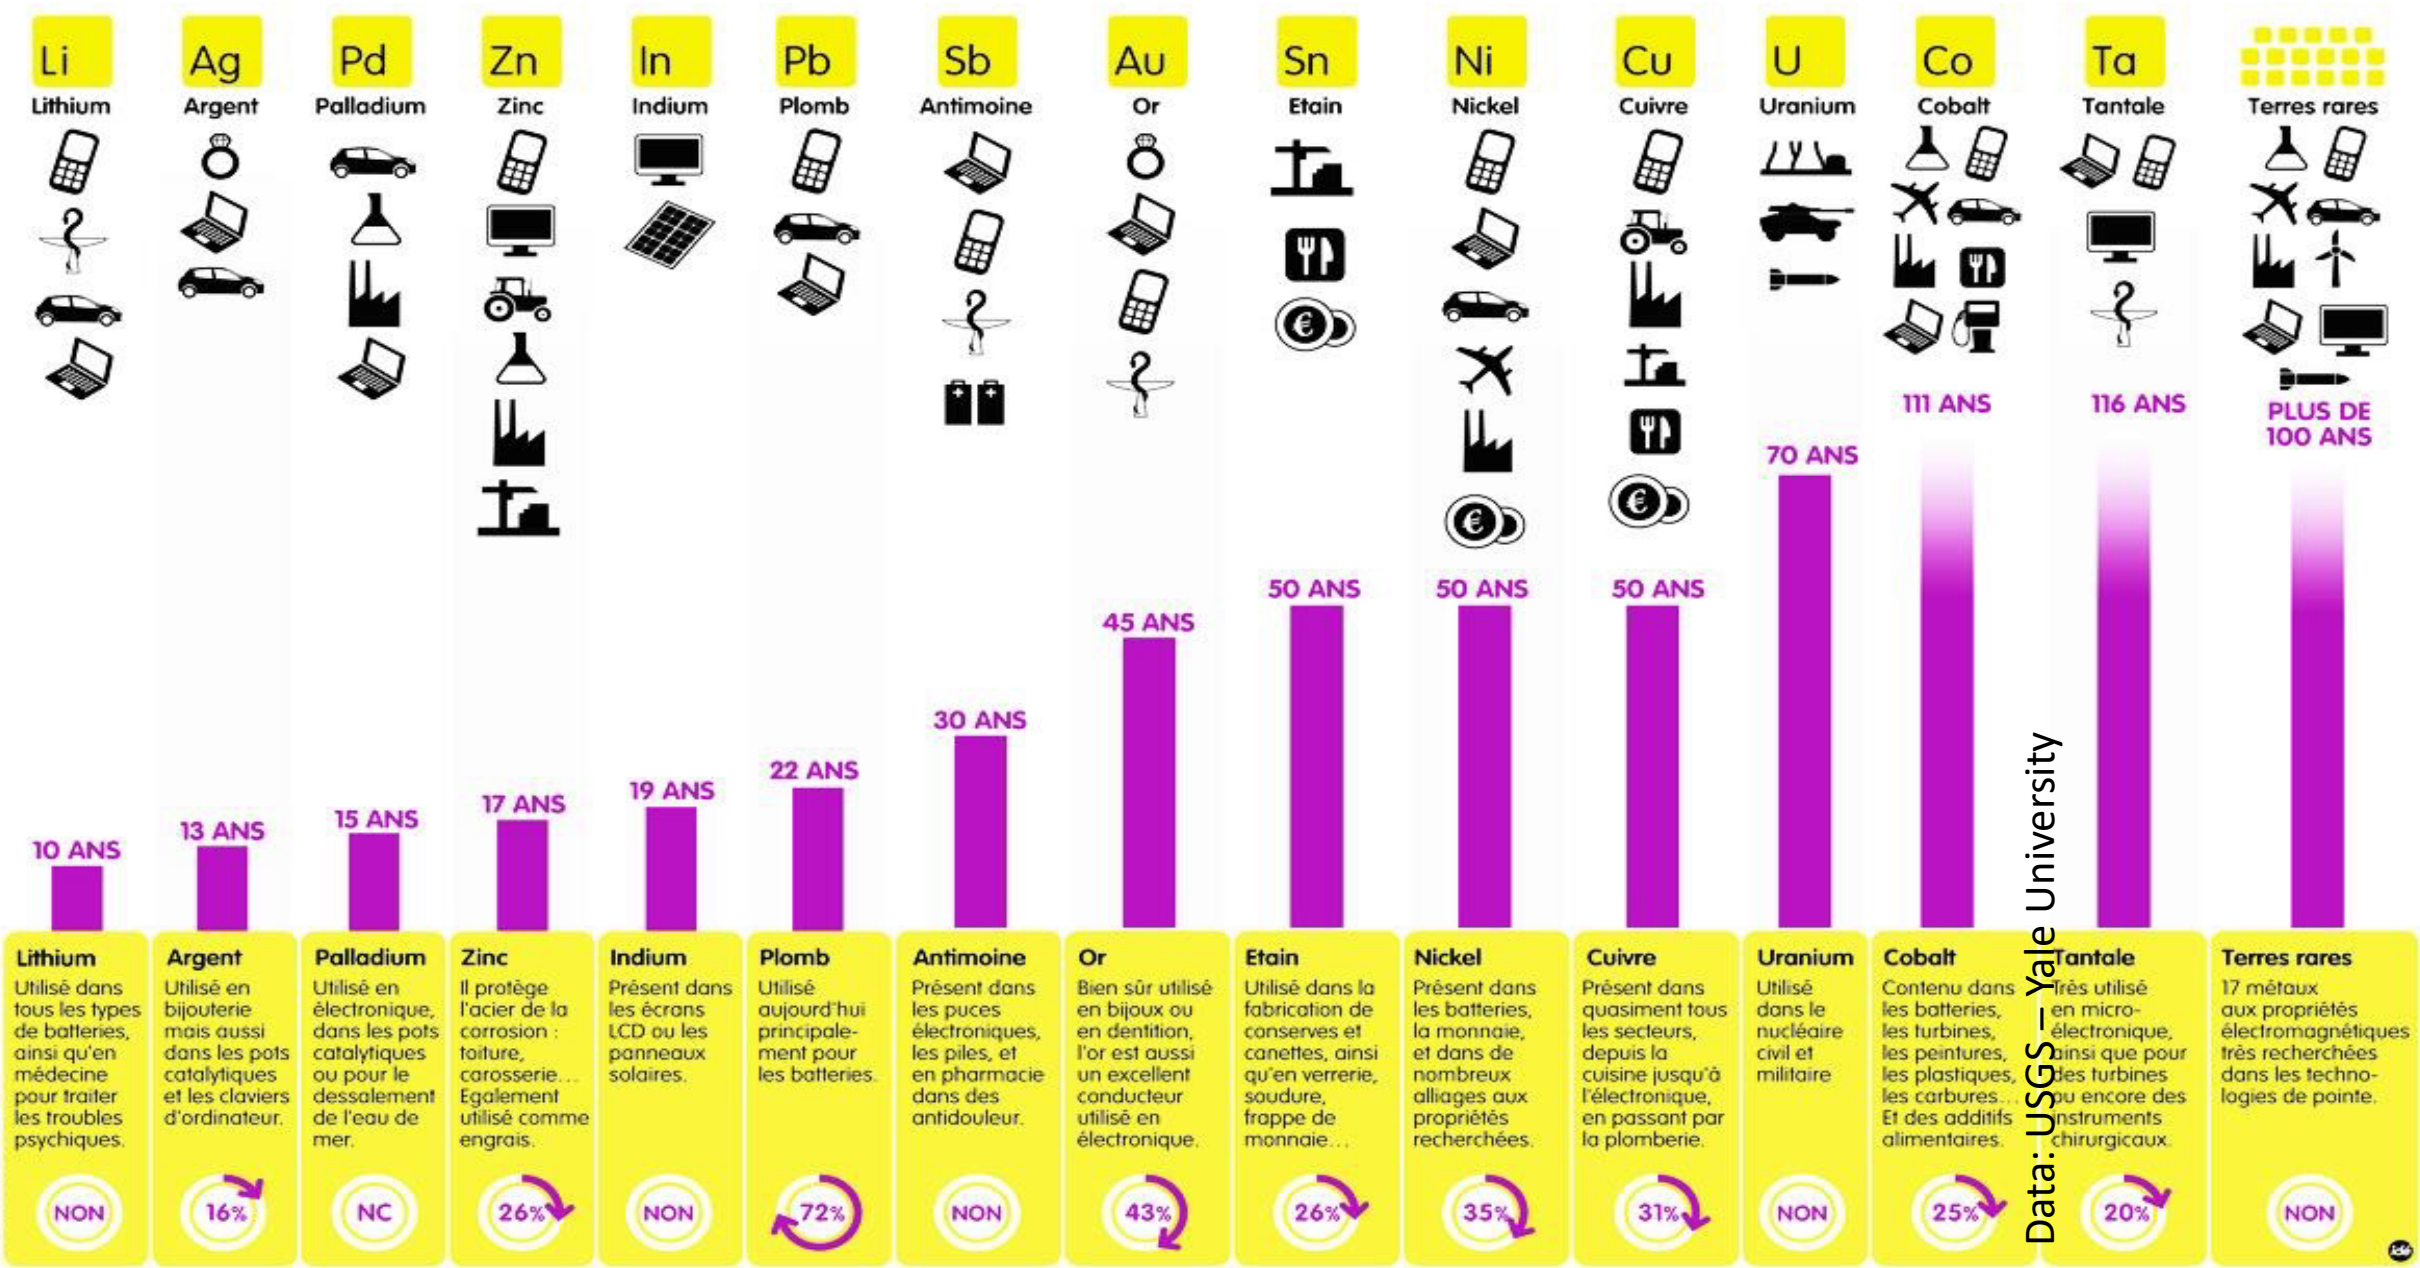 Li
Ag
Pd
Zn
In
Pb
Sb
Au
Sn
Ni
Cu
U
Co
Ta
Lithium
Argent
Palladium
Zinc
Indium
Plomb
Antimoine
Or
Etain
Nickel
Cuivre
Uranium
Cobalt
Tantale
Terres rares
10 ANS
13 ANS
15 ANS
17 ANS
19 ANS
22 ANS
30 ANS
45 ANS
50 ANS
50 ANS
50 ANS
70 ANS
111 ANS
116 ANS
PLUS DE
100 ANS
Lithium
Utilisé dans
tous les types
de batteries,
ainsi qu'en
médecine
pour traiter
les troubles
psychiques.
NON
Argent
Utilisé en
bijouterie
mais aussi
dans les pots
catalytiques
et les claviers
d'ordinateur.
16%
Palladium
Utilisé en
électronique,
dans les pots
catalytiques
ou pour le
dessalement
de l'eau de
mer.
NC
Zinc
Il protège
l'acier de la
corrosion :
toiture,
carosserie...
Egalement
utilisé comme
engrais.
26%
Indium
Présent dans
les écrans
LCD ou les
panneaux
solaires.
NON
Plomb
Utilisé
aujourd'hui
principale-
ment pour
les batteries.
72%
Antimoine
Présent dans
les puces
électroniques,
les piles, et
en pharmacie
dans des
antidouleur.
NON
Or
Bien sûr utilisé
en bijoux ou
en dentition,
l'or est aussi
un excellent
conducteur
utilisé en
électronique.
43%
Etain
Utilisé dans la
fabrication de
conserves et
canettes, ainsi
qu'en verrerie,
soudure,
frappe de
monnaie...
26%
Nickel
Présent dans
les batteries,
la monnaie,
et dans de
nombreux
alliages aux
propriétés
recherchées.
35%
Cuivre
Présent dans
quasiment tous
les secteurs,
depuis la
cuisine jusqu'à
l'électronique,
en passant par
la plomberie.
31%
Uranium
Utilisé
dans le
nucléaire
civil et
militaire
NON
Cobalt
Contenu dans
les batteries,
les turbines,
les peintures,
les plastiques,
les carbures...
Et des additifs
alimentaires.
25%
Data: USGS – Yale University
Tantale
Très utilisé
en micro-
électronique,
ainsi que pour
des turbines
ou encore des
instruments
chirurgicaux.
20%
Terres rares
17 métaux
aux propriétés
électromagnétiques
très recherchées
dans les techno-
logies de pointe.
NON
idé